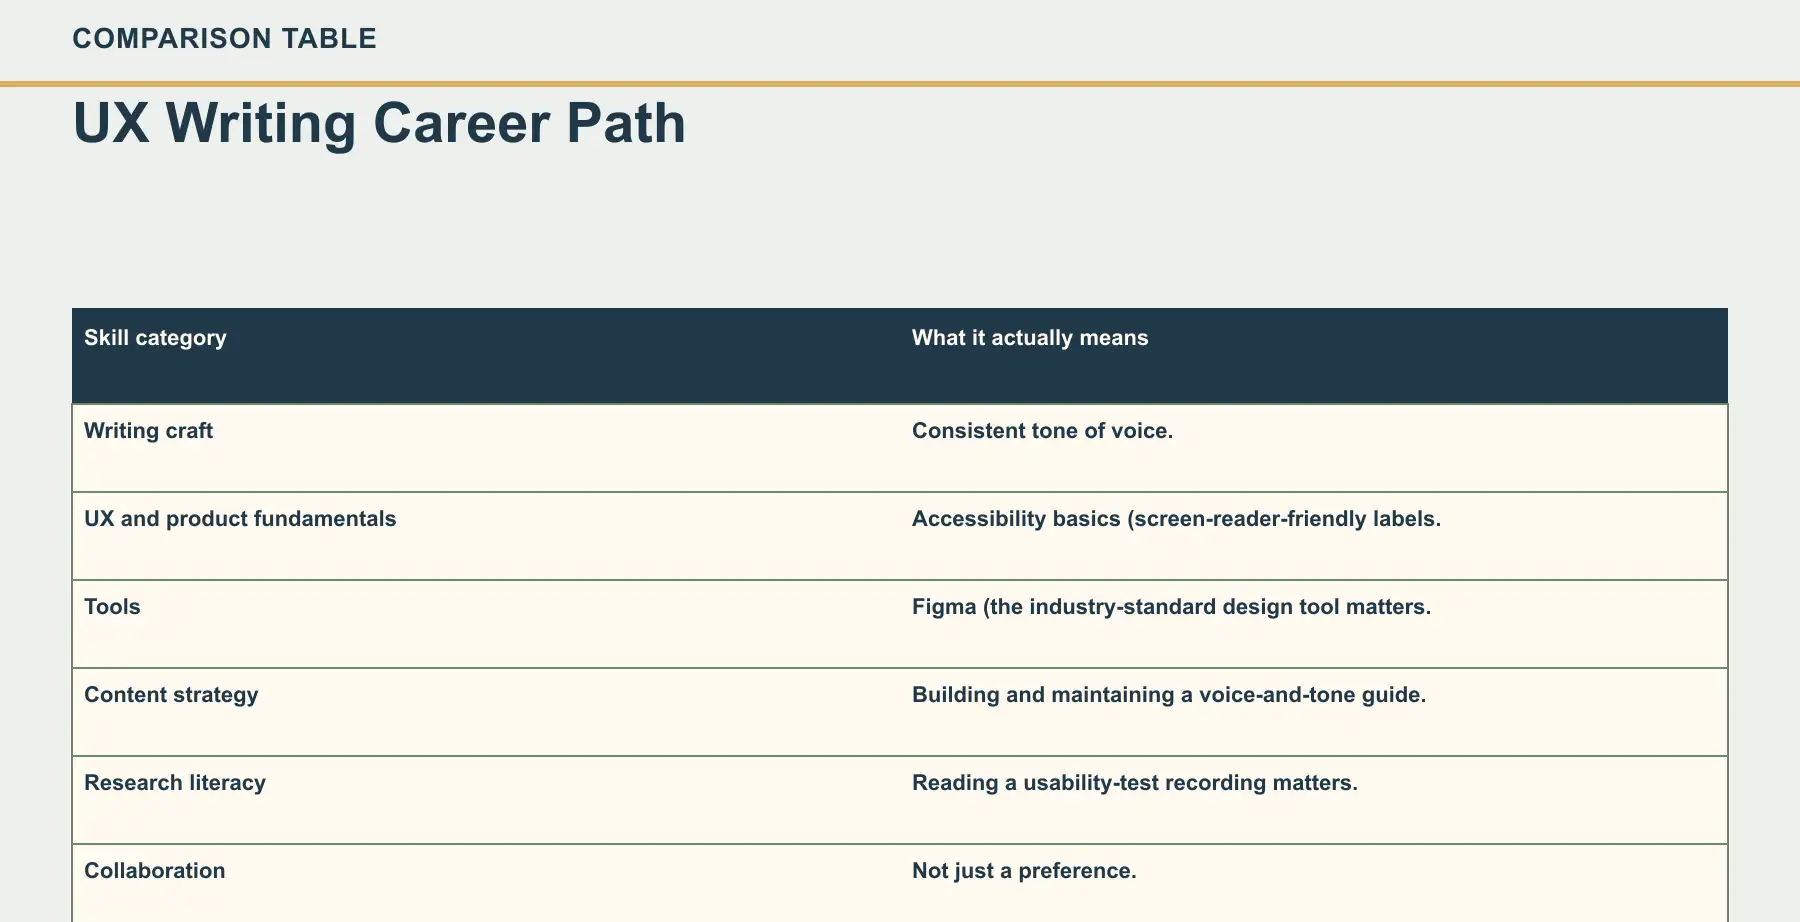 COMPARISON TABLE
UX Writing Career Path
Skill category What it actually means
Writing craft Consistent tone of voice.
UX and product fundamentals Accessibility basics (screen-reader-friendly labels.
Tools Figma (the industry-standard design tool matters.
Content strategy Building and maintaining a voice-and-tone guide.
Research literacy Reading a usability-test recording matters.
Collaboration Not just a preference.